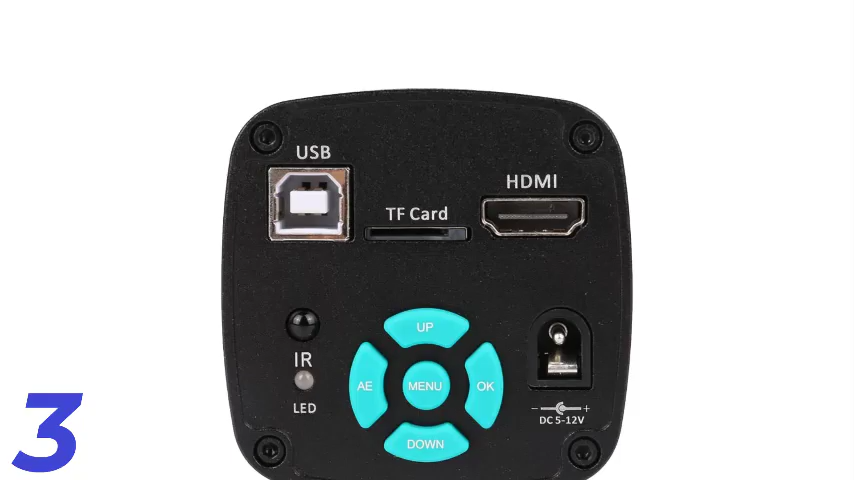 USB
HDMI
TF Card
UP
IR
AE
MENU
OK
LED
− +
DC 5-12V
DOWN
3